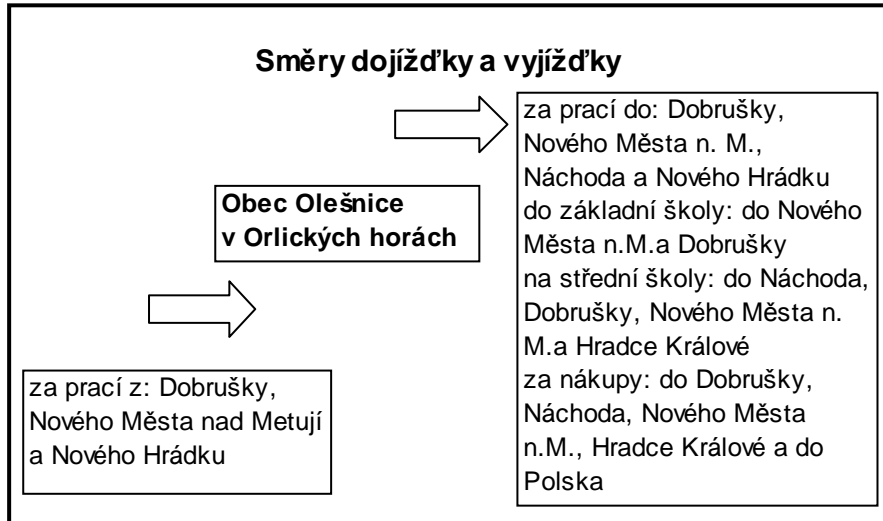 Směry dojížďky a vyjížďky
za prací do: Dobrušky,
Nového Města n. M.,
Náchoda a Nového Hrádku
do základní školy: do Nového
Města n.M.a Dobrušky
na střední školy: do Náchoda,
Dobrušky, Nového Města n.
M.a Hradce Králové
za nákupy: do Dobrušky,
Náchoda, Nového Města
n.M., Hradce Králové a do
Polska
Obec Olešnice
v Orlických horách
za prací z: Dobrušky,
Nového Města nad Metují
a Nového Hrádku